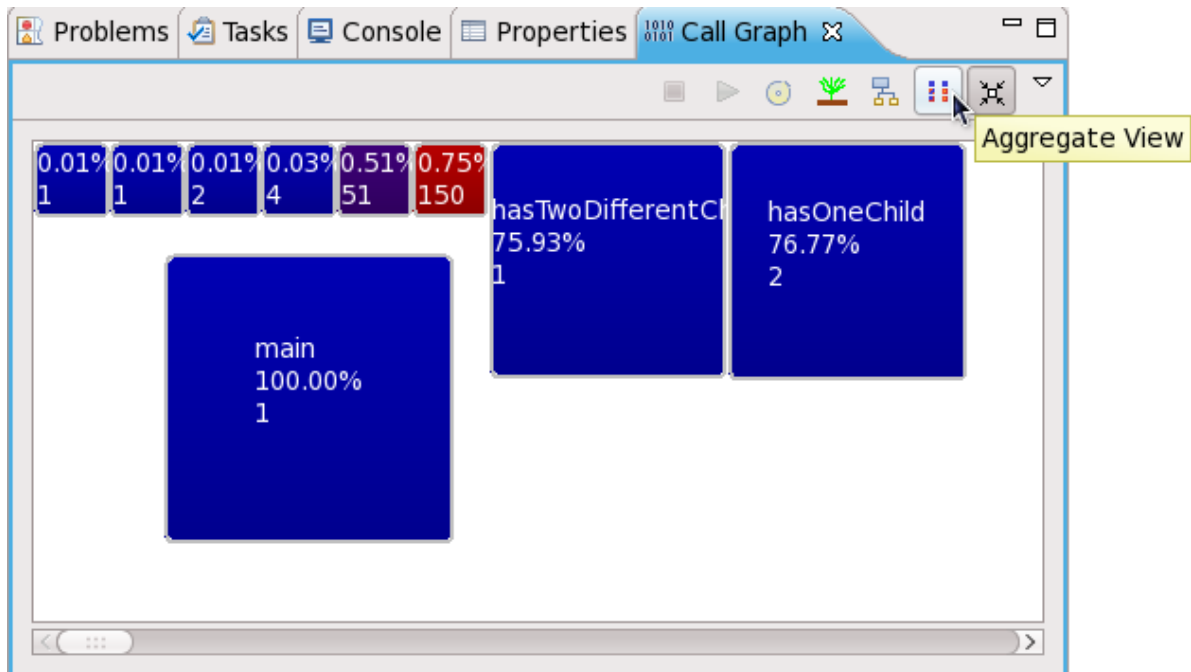 Problems Tasks Console Properties Call Graph
Aggregate View
0.01% 0.01% 0.01% 0.03% 0.51% 0.75%
1 1 2 4 51 150
hasTwoDifferentCh
75.93%
1
hasOneChild
76.77%
2
main
100.00%
1